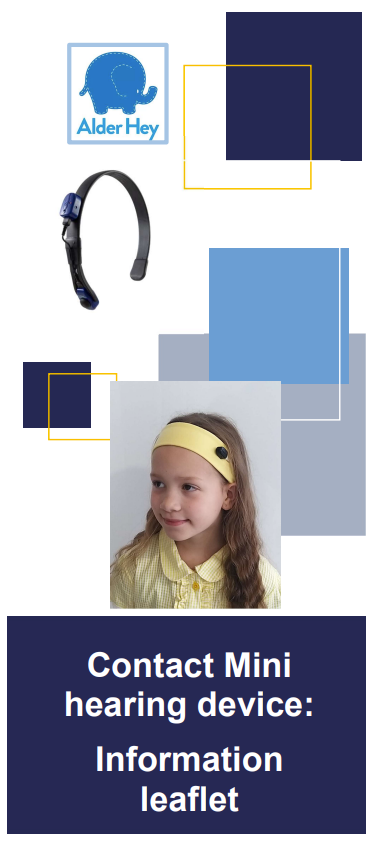 Alder Hey
Contact Mini
hearing device:
Information
leaflet